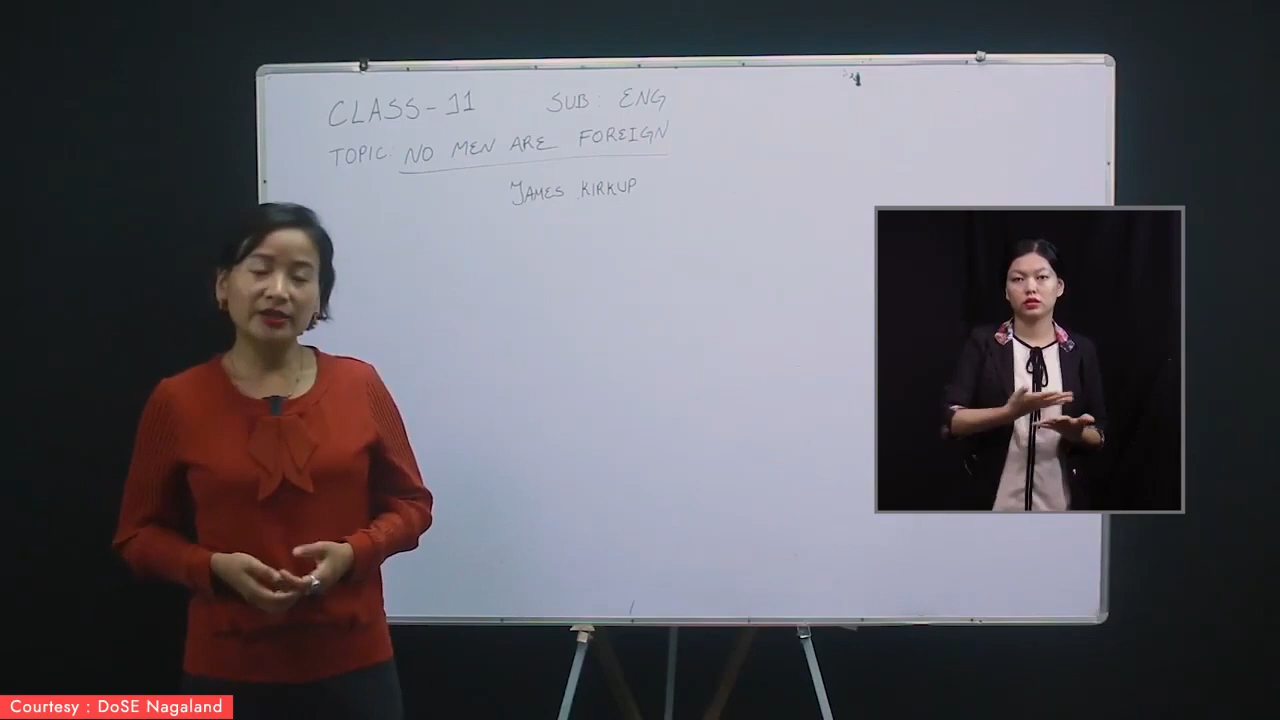 CLASS-11 SUB: ENG
TOPIC: NO MEN ARE FOREIGN
JAMES KIRKUP
Courtesy : DoSE Nagaland